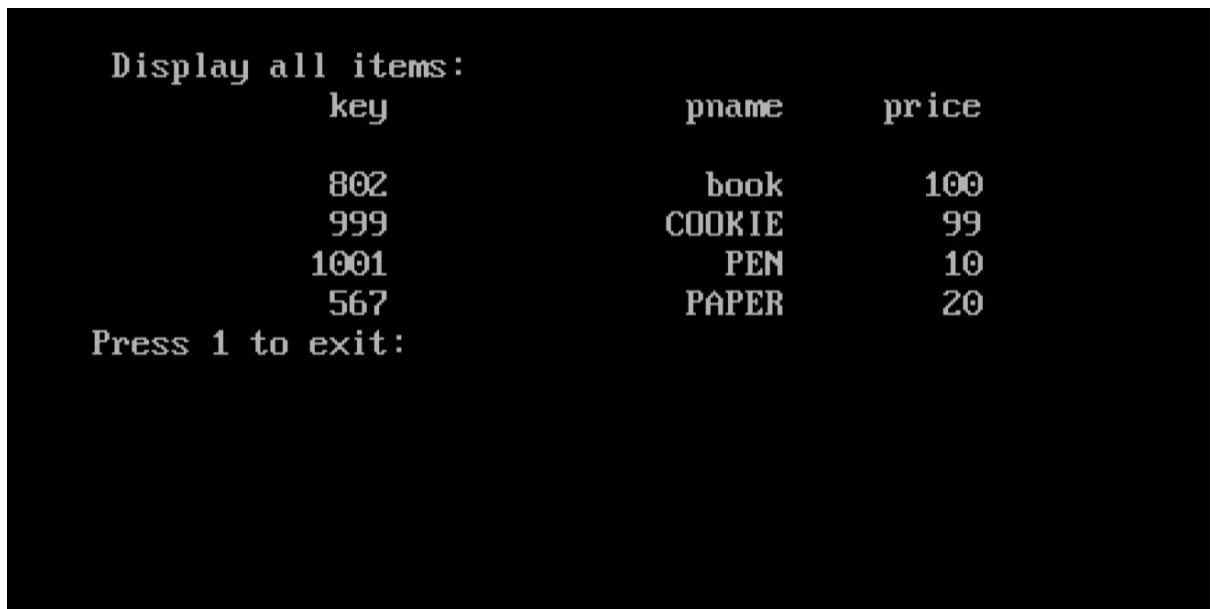 Display all items:
key pname price
802 book 100
999 COOKIE 99
1001 PEN 10
567 PAPER 20
Press 1 to exit: